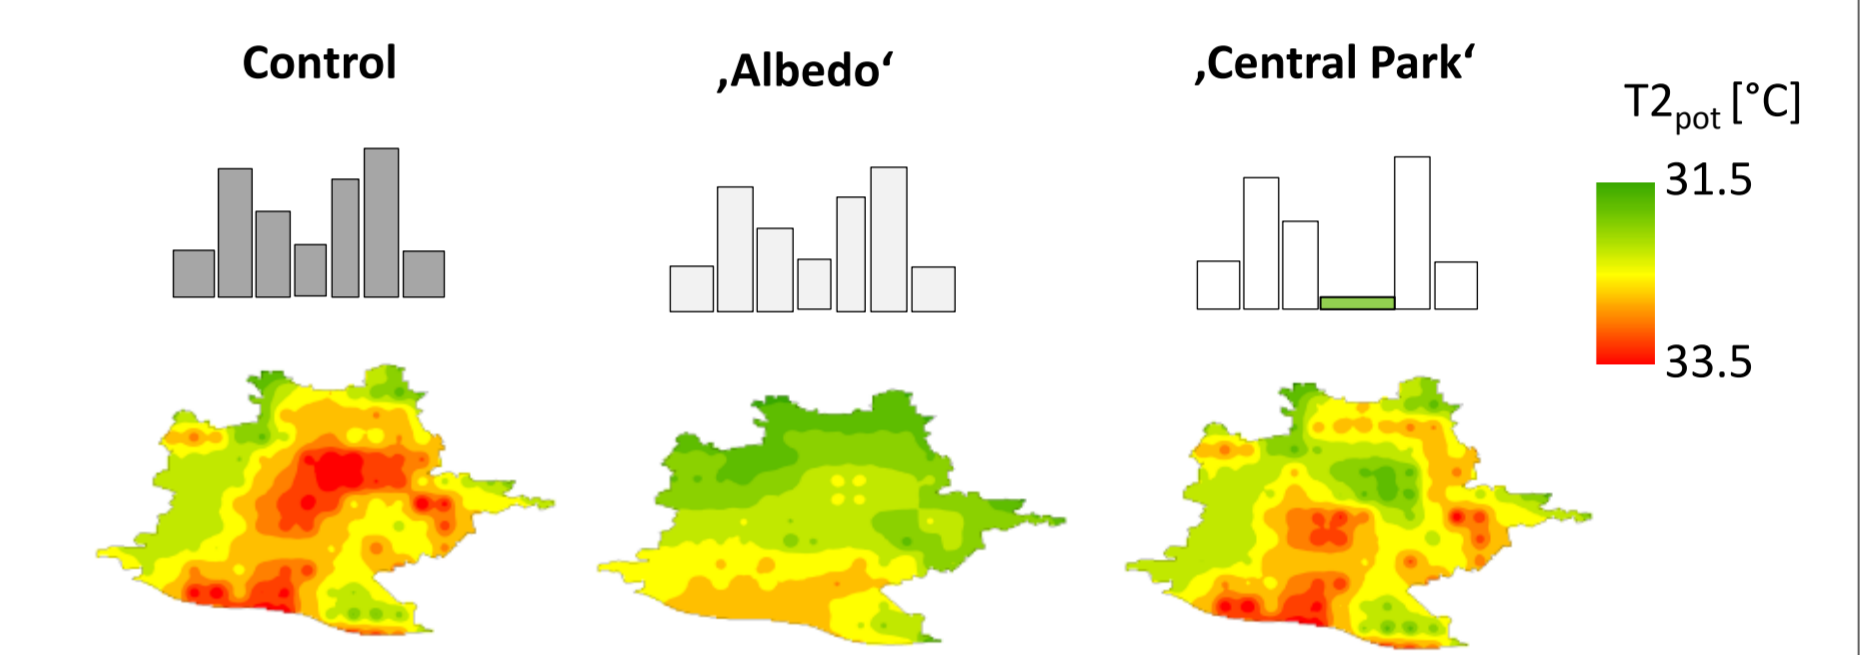 Control
‚Albedo‘
‚Central Park‘
T2pot [°C]
31.5
33.5